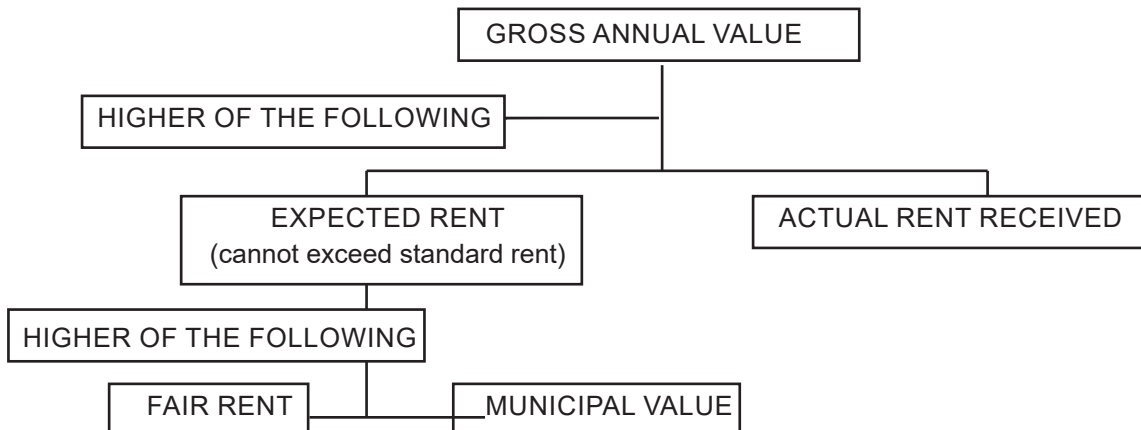 GROSS ANNUAL VALUE
HIGHER OF THE FOLLOWING
EXPECTED RENT
(cannot exceed standard rent)
ACTUAL RENT RECEIVED
HIGHER OF THE FOLLOWING
FAIR RENT
MUNICIPAL VALUE